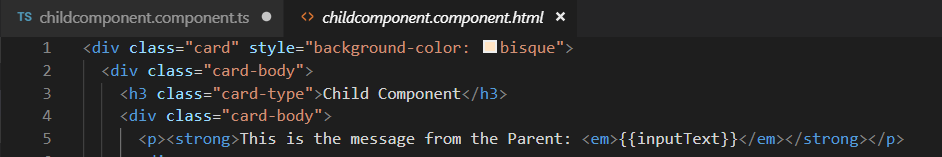 TS childcomponent.component.ts ● <> childcomponent.component.html ×
1 <div class="card" style="background-color: bisque">
2 <div class="card-body">
3 <h3 class="card-type">Child Component</h3>
4 <div class="card-body">
5 <p><strong>This is the message from the Parent: <em>{{inputText}}</em></strong></p>